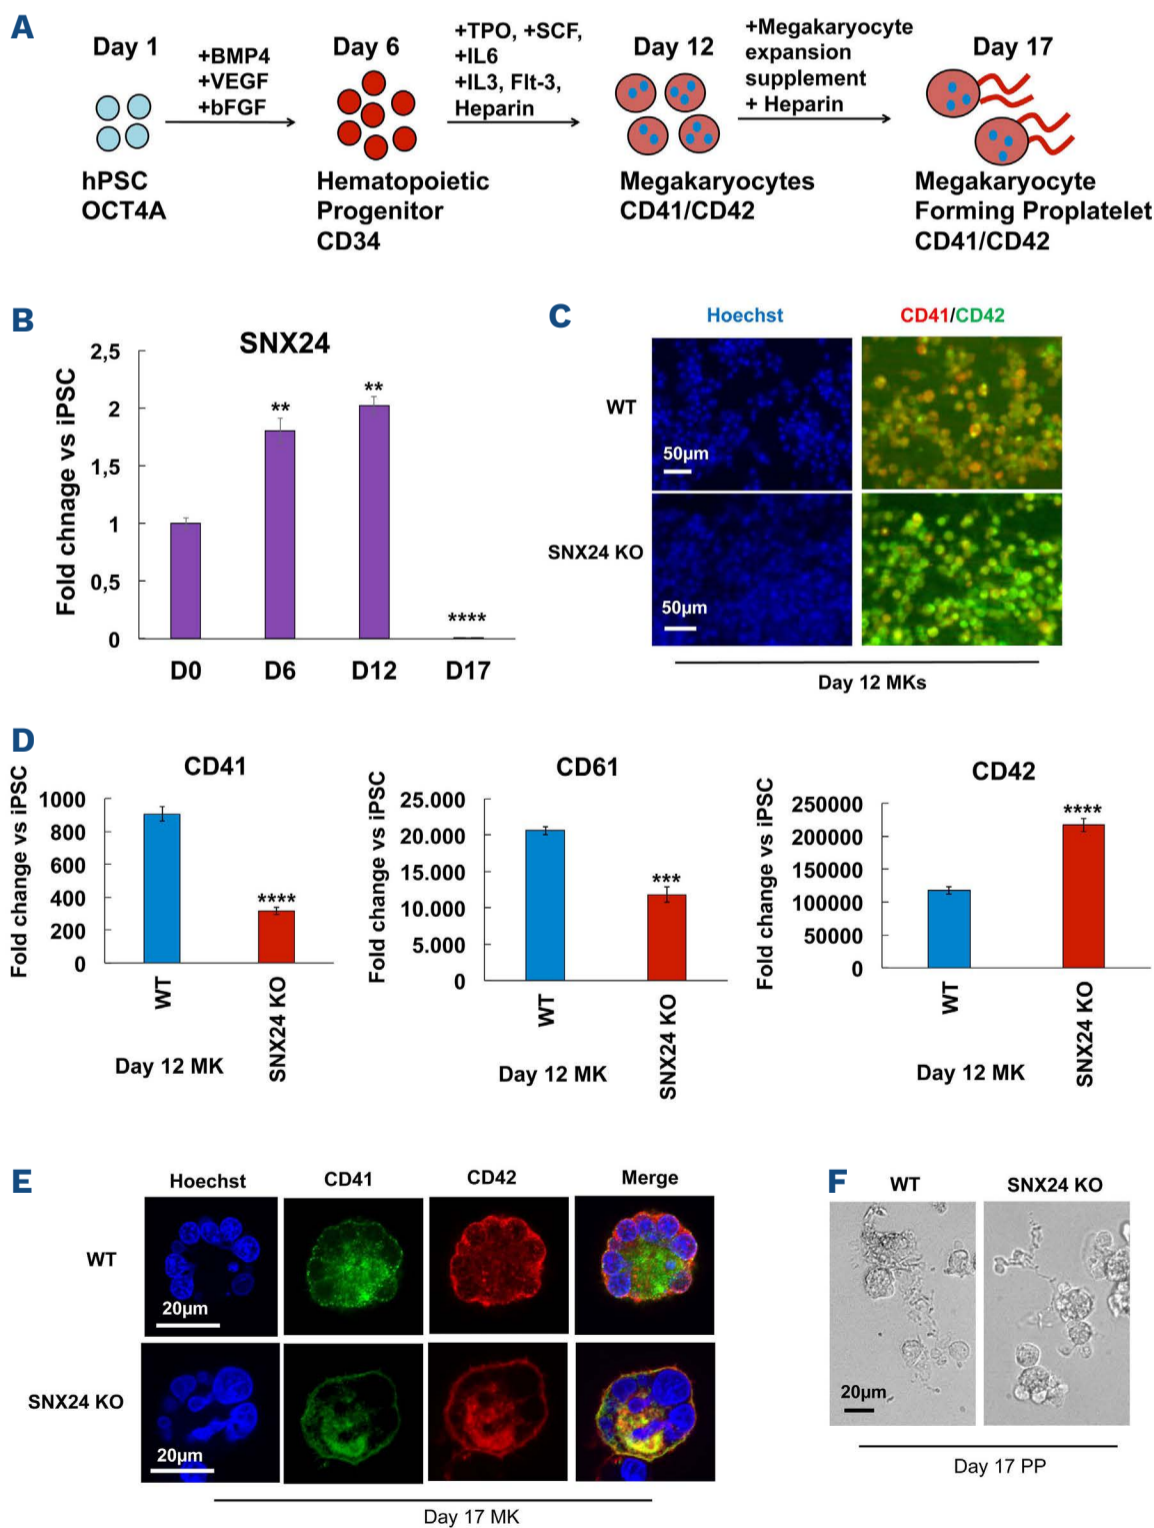 A
Day 1
+BMP4
+VEGF
+bFGF
Day 6
+TPO, +SCF,
+IL6
+IL3, Flt-3,
Heparin
Day 12
+Megakaryocyte
expansion
supplement
+ Heparin
Day 17
hPSC
OCT4A
Hematopoietic
Progenitor
CD34
Megakaryocytes
CD41/CD42
Megakaryocyte
Forming Proplatelet
CD41/CD42
B
SNX24
Fold chnage vs iPSC
2,5
2
1,5
1
0,5
0
**
**
****
D0
D6
D12
D17
C
Hoechst
CD41/CD42
WT
50µm
SNX24 KO
50µm
Day 12 MKs
D
CD41
Fold change vs iPSC
1000
800
600
400
200
0
****
WT
SNX24 KO
Day 12 MK
CD61
Fold change vs iPSC
25.000
20.000
15.000
10.000
5.000
0
***
WT
SNX24 KO
Day 12 MK
CD42
Fold change vs iPSC
250000
200000
150000
100000
50000
0
****
WT
SNX24 KO
Day 12 MK
E
Hoechst
CD41
CD42
Merge
WT
20µm
SNX24 KO
20µm
Day 17 MK
F
WT
SNX24 KO
20µm
Day 17 PP